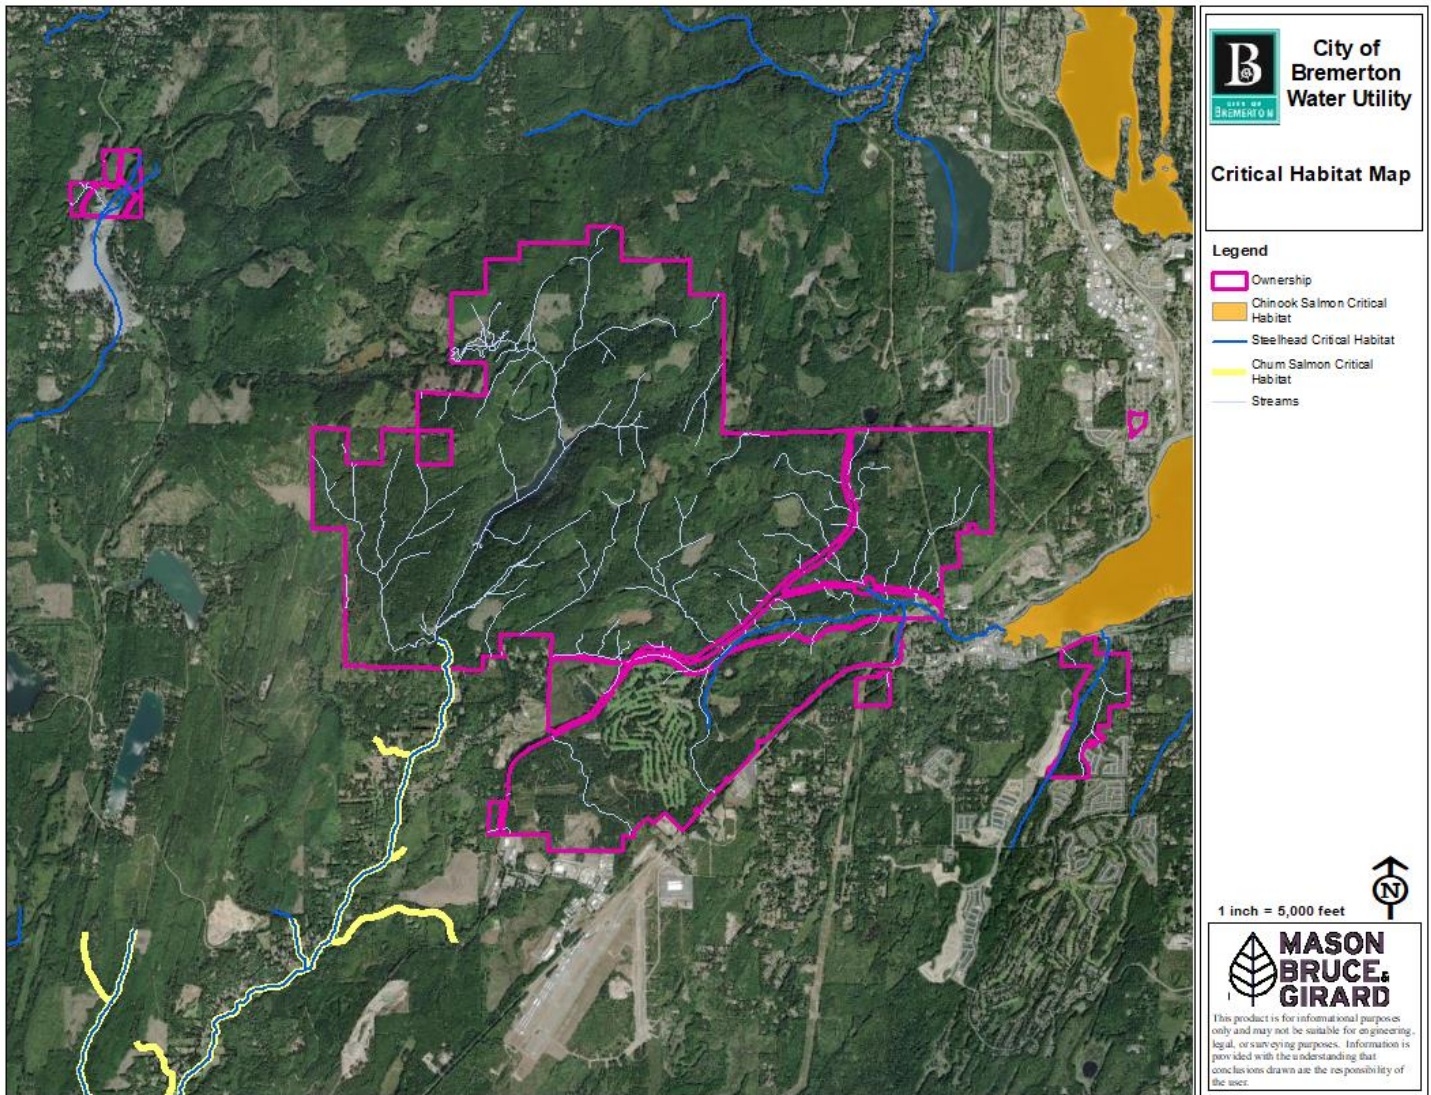 B
CITY OF
BREMERTON
City of
Bremerton
Water Utility
Critical Habitat Map
Legend
Ownership
Chinook Salmon Critical
Habitat
Steelhead Critical Habitat
Chum Salmon Critical
Habitat
Streams
N
1 inch = 5,000 feet
MASON
BRUCE&
GIRARD
This product is for informational purposes
only and may not be suitable for engineering,
legal, or surveying purposes. Information is
provided with the understanding that
conclusions drawn are the responsibility of
the user.